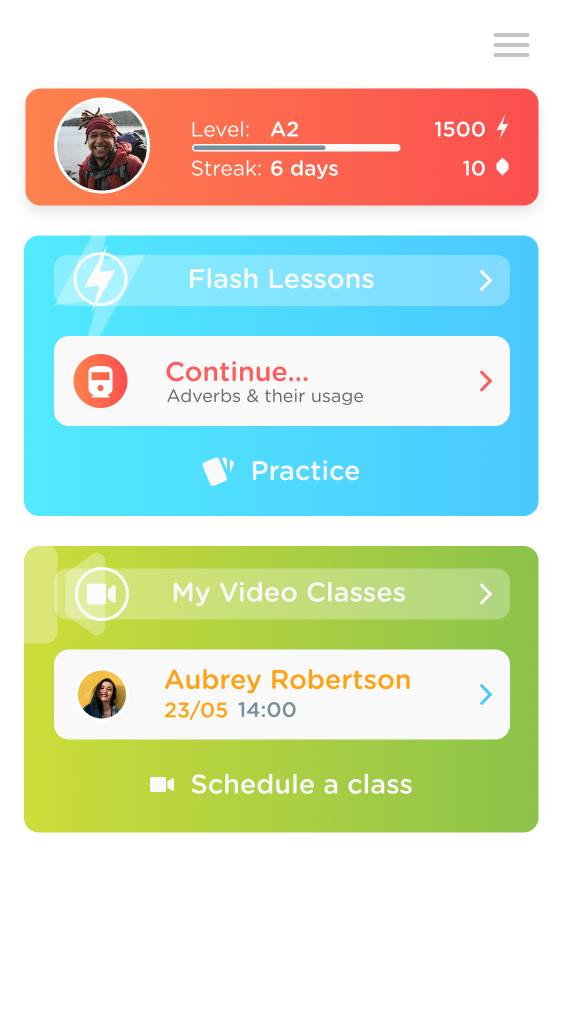 Level: A2 1500
Streak: 6 days 10
Flash Lessons
Continue...
Adverbs & their usage
Practice
My Video Classes
Aubrey Robertson
23/05 14:00
Schedule a class